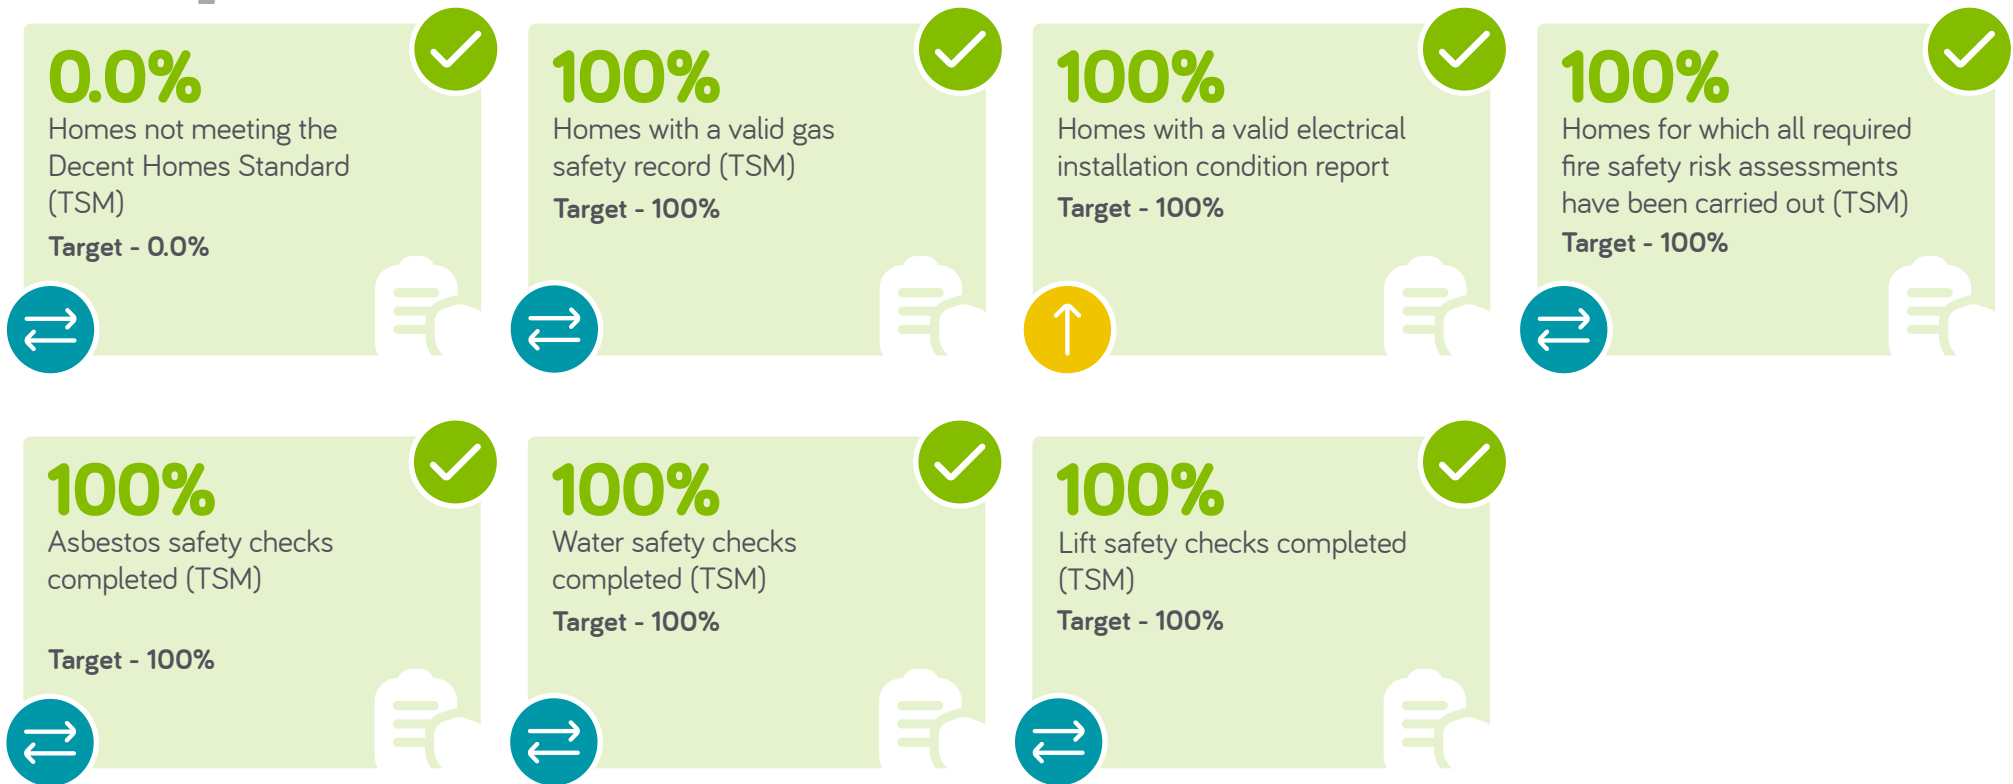 0.0%
Homes not meeting the
Decent Homes Standard
(TSM)
Target - 0.0%
100%
Homes with a valid gas
safety record (TSM)
Target - 100%
100%
Homes with a valid electrical
installation condition report
Target - 100%
100%
Homes for which all required
fire safety risk assessments
have been carried out (TSM)
Target - 100%
100%
Asbestos safety checks
completed (TSM)
Target - 100%
100%
Water safety checks
completed (TSM)
Target - 100%
100%
Lift safety checks completed
(TSM)
Target - 100%